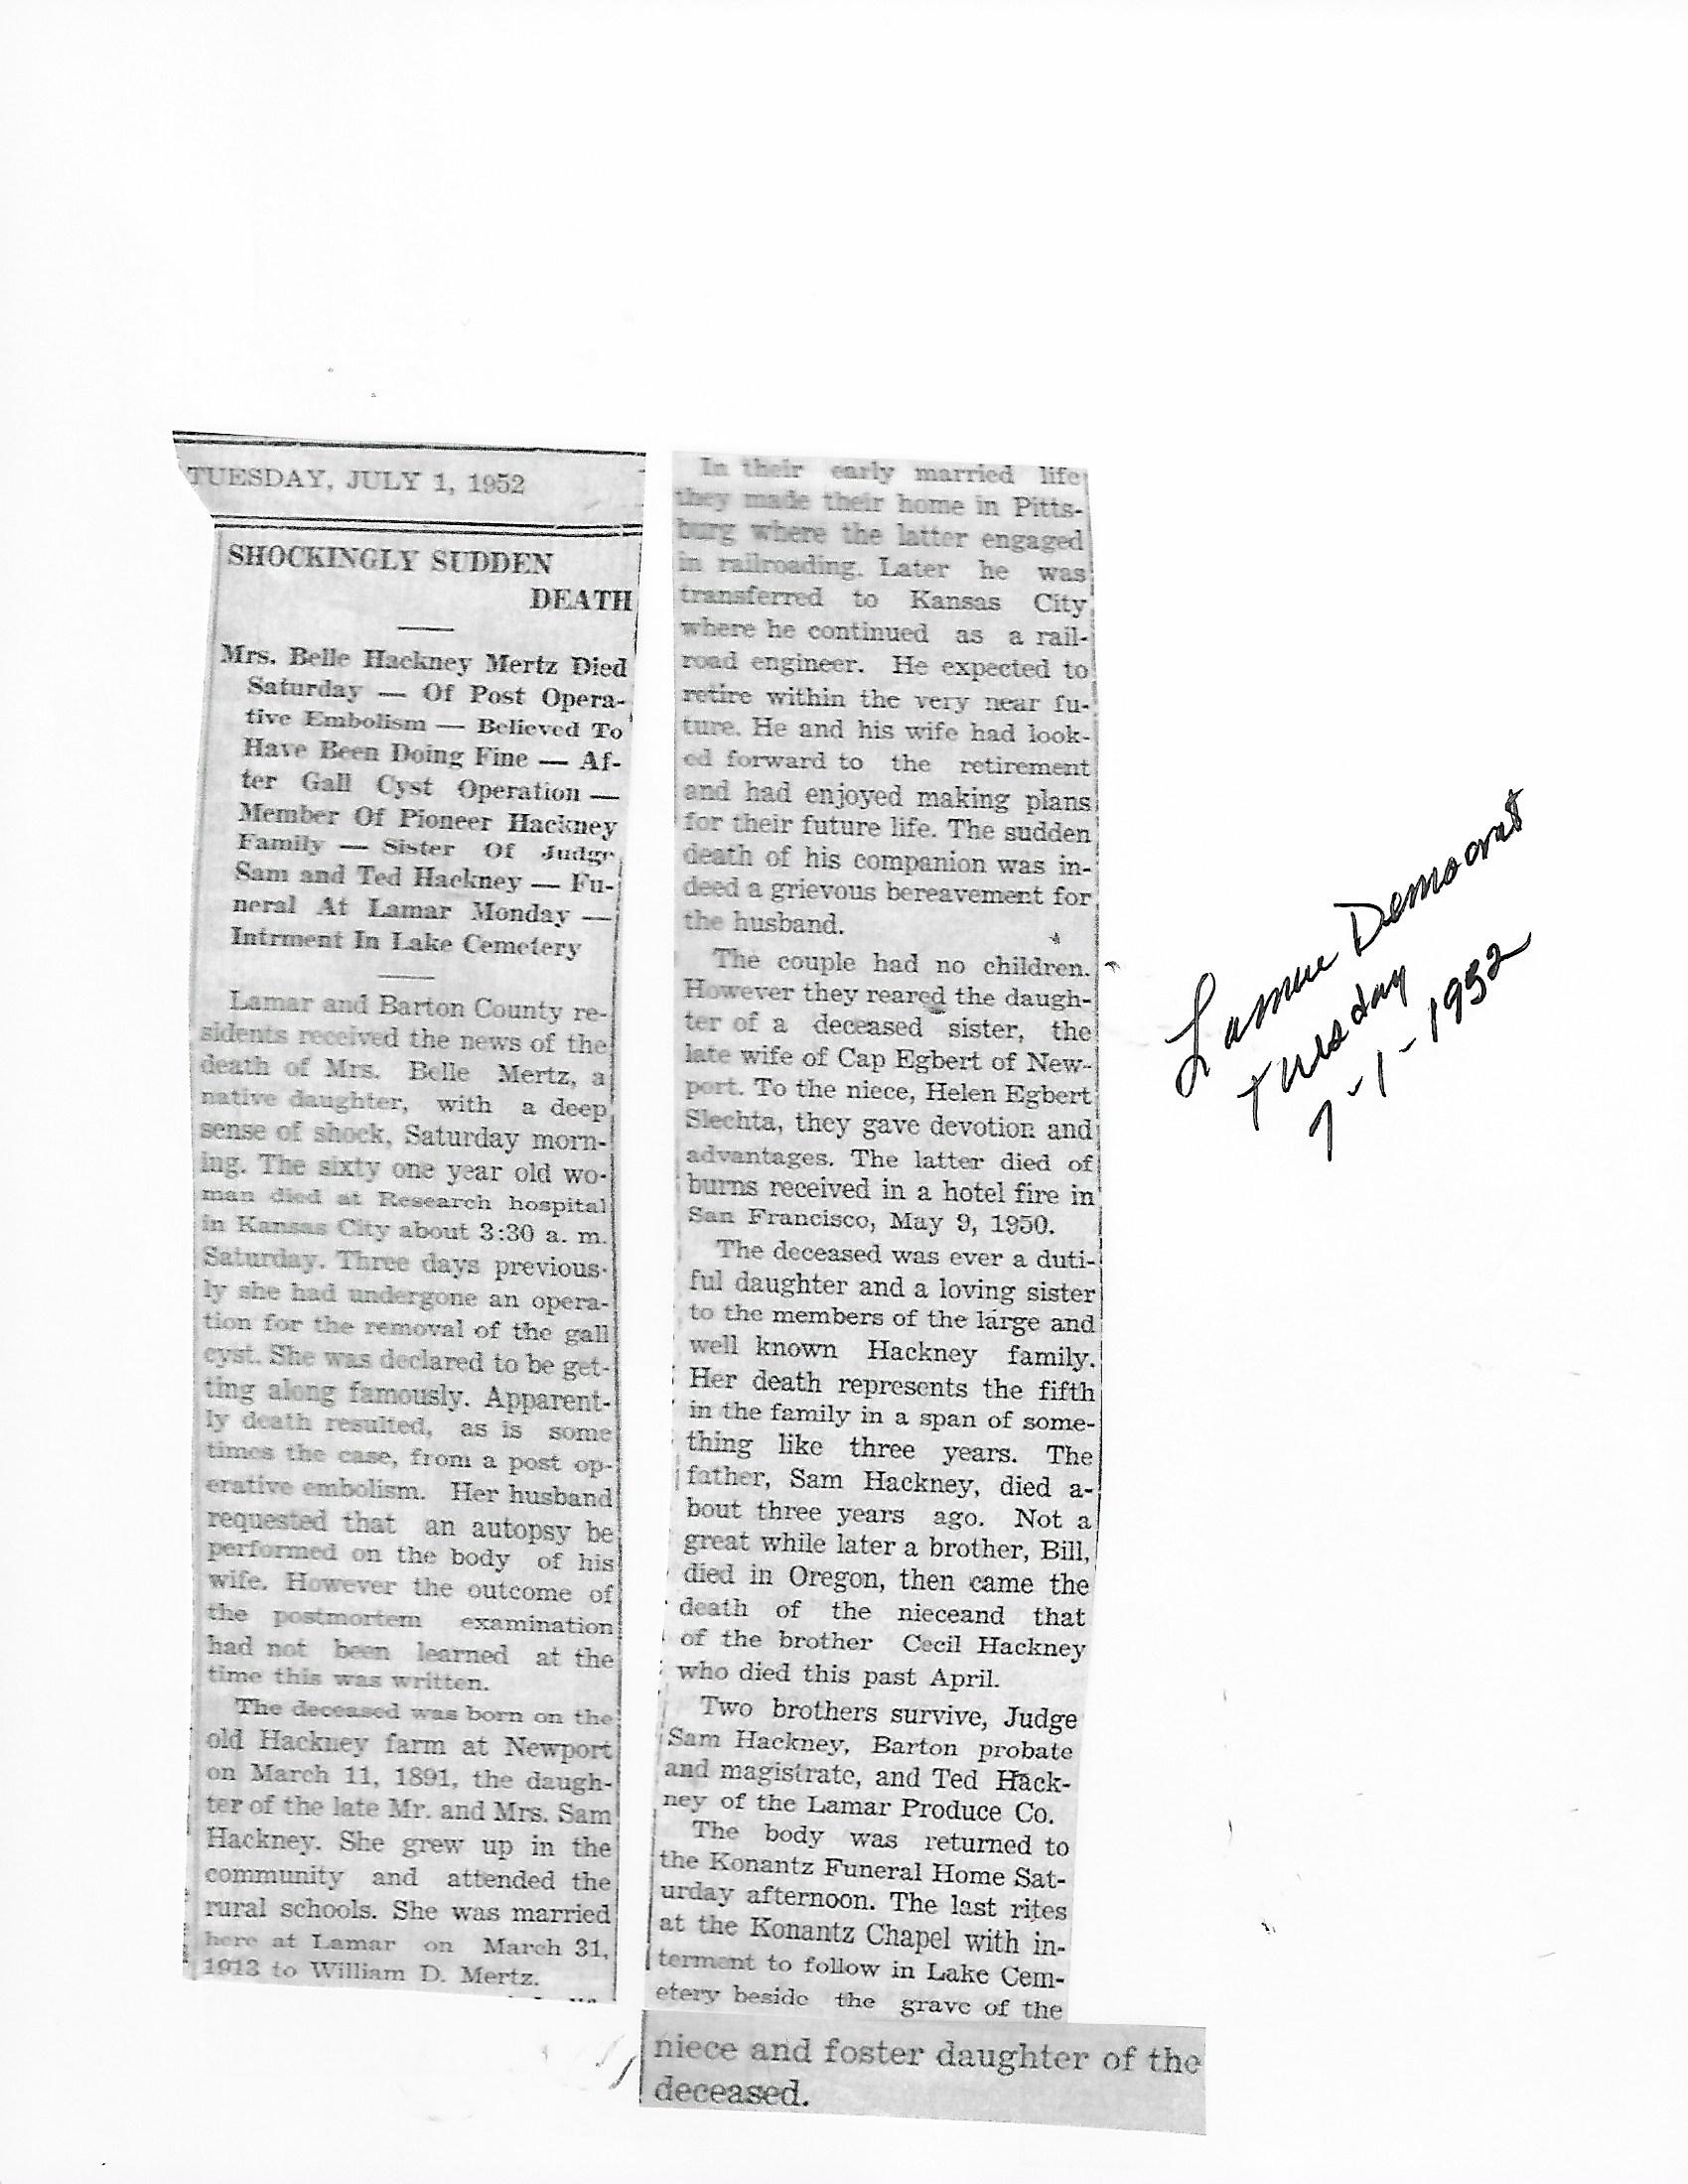 TUESDAY, JULY 1, 1952
SHOCKINGLY SUDDEN
DEATH
Mrs. Belle Hackney Mertz Died
Saturday — Of Post Opera-
tive Embolism — Believed To
Have Been Doing Fine — Af-
ter Gall Cyst Operation —
Member Of Pioneer Hackney
Family — Sister Of Judge
Sam and Ted Hackney — Fu-
neral At Lamar Monday —
Intrment In Lake Cemetery
Lamar and Barton County re-
sidents received the news of the
death of Mrs. Belle Mertz, a
native daughter, with a deep
sense of shock, Saturday morn-
ing. The sixty one year old wo-
man died at Research hospital
in Kansas City about 3:30 a. m.
Saturday. Three days previous-
ly she had undergone an opera-
tion for the removal of the gall
cyst. She was declared to be get-
ting along famously. Apparent-
ly death resulted, as is some
times the case, from a post op-
erative embolism. Her husband
requested that an autopsy be
performed on the body of his
wife. However the outcome of
the postmortem examination
had not been learned at the
time this was written.
The deceased was born on the
old Hackney farm at Newport
on March 11, 1891, the daugh-
ter of the late Mr. and Mrs. Sam
Hackney. She grew up in the
community and attended the
rural schools. She was married
here at Lamar on March 31,
1913 to William D. Mertz.
In their early married life
they made their home in Pitts-
burg where the latter engaged
in railroading. Later he was
transferred to Kansas City
where he continued as a rail-
road engineer. He expected to
retire within the very near fu-
ture. He and his wife had look-
ed forward to the retirement
and had enjoyed making plans
for their future life. The sudden
death of his companion was in-
deed a grievous bereavement for
the husband.
The couple had no children.
However they reared the daugh-
ter of a deceased sister, the
late wife of Cap Egbert of New-
port. To the niece, Helen Egbert
Slechta, they gave devotion and
advantages. The latter died of
burns received in a hotel fire in
San Francisco, May 9, 1950.
The deceased was ever a duti-
ful daughter and a loving sister
to the members of the large and
well known Hackney family.
Her death represents the fifth
in the family in a span of some-
thing like three years. The
father, Sam Hackney, died a-
bout three years ago. Not a
great while later a brother, Bill,
died in Oregon, then came the
death of the nieceand that
of the brother Cecil Hackney
who died this past April.
Two brothers survive, Judge
Sam Hackney, Barton probate
and magistrate, and Ted Hack-
ney of the Lamar Produce Co.
The body was returned to
the Konantz Funeral Home Sat-
urday afternoon. The last rites
at the Konantz Chapel with in-
terment to follow in Lake Cem-
etery beside the grave of the
niece and foster daughter of the
deceased.
Lamar Democrat
Tuesday
7-1-1952